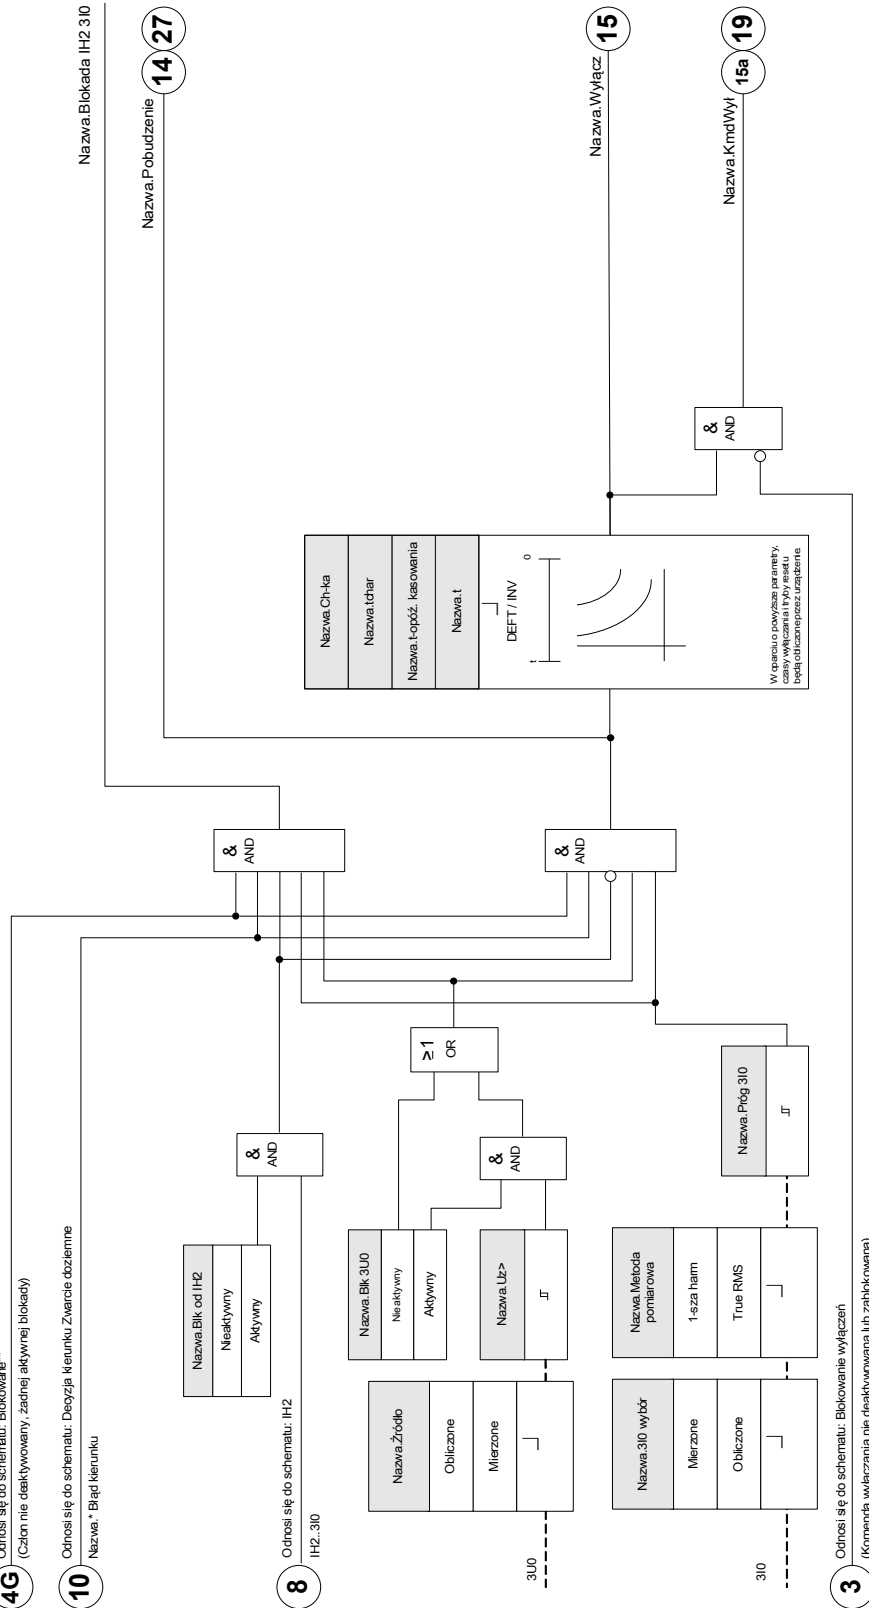 4G
Odnosi się do schematu: Blokowane**
(Człon nie deaktywowany, żadnej aktywnej blokady)
10
Odnosi się do schematu: Decyzja kierunku Zwarcie doziemne
Nazwa.* Błąd kierunku
8
Odnosi się do schematu: IH2
IH2..3I0
Nazwa.Blk od IH2
Nieaktywny
Aktywny
&
AND
Nazwa.Źródło
Obliczone
Mierzone
3U0
Nazwa.Blk 3U0
Nieaktywny
Aktywny
Nazwa.Uz>
&
AND
≥1
OR
Nazwa.3I0 wybór
Mierzone
Obliczone
3I0
Nazwa.Metoda
pomiarowa
1-sza harm
True RMS
Nazwa.Próg 3I0
3
Odnosi się do schematu: Blokowanie wyłączeń
(Komenda wyłączania nie deaktywowana lub zablokowana)
&
AND
&
AND
Nazwa.Ch-ka
Nazwa.tchar
Nazwa.t-opóź. kasowania
Nazwa.t
DEFT / INV
t
0
W oparciu o powyższe parametry,
czasy wyłączania i tryby resetu
będą obliczone przez urządzenie.
&
AND
Nazwa.Blokada IH2 3I0
Nazwa.Pobudzenie
14
27
Nazwa.Wyłącz
15
Nazwa.KmdWył
15a
19